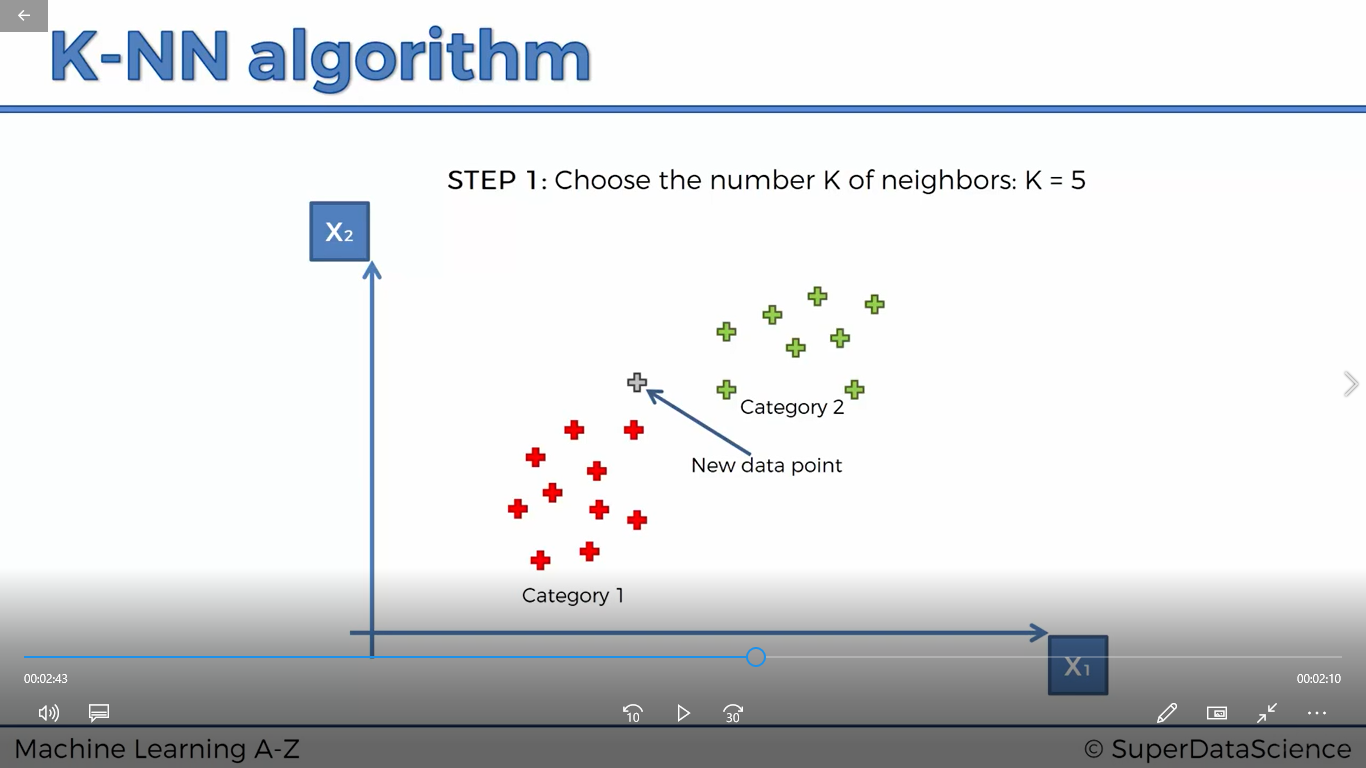 K-NN algorithm
STEP 1: Choose the number K of neighbors: K = 5
X2
Category 2
New data point
Category 1
X1
00:02:43
00:02:10
10
30
Machine Learning A-Z
© SuperDataScience